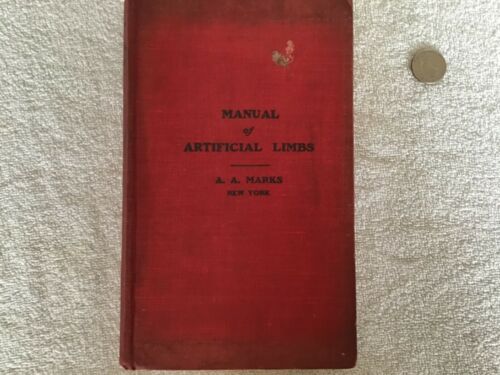 MANUAL
of
ARTIFICIAL LIMBS
A. A. MARKS
NEW YORK